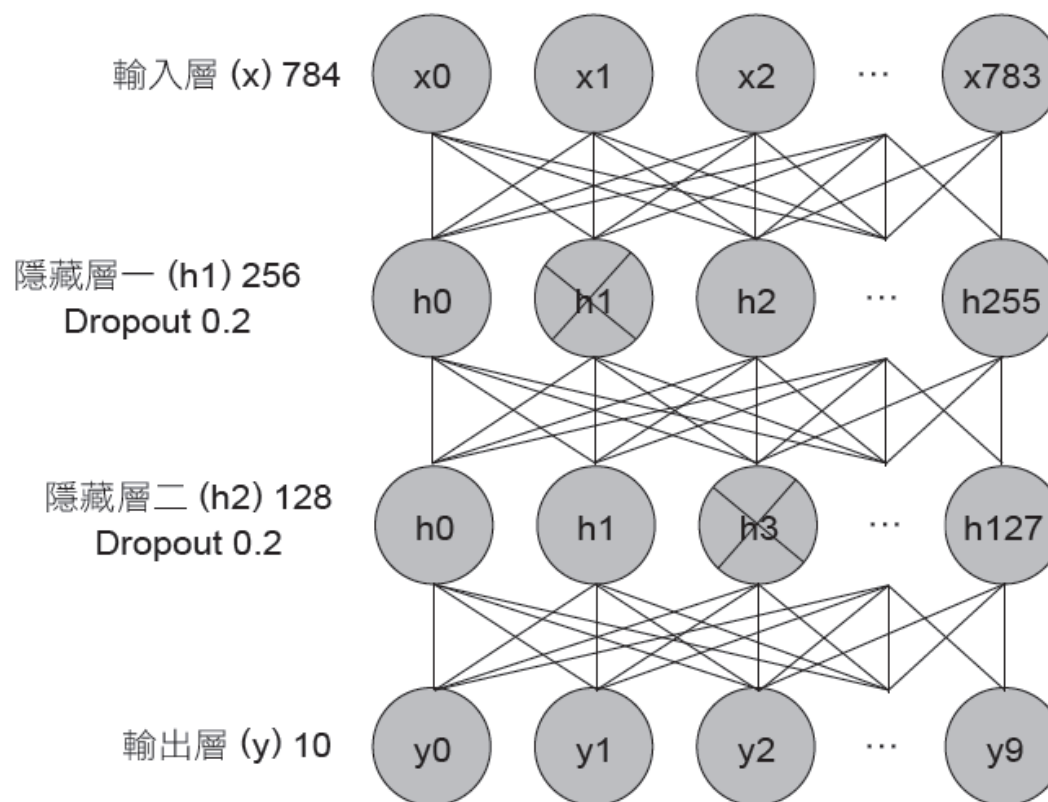 輸入層 (x) 784
x0 x1 x2 ... x783
隱藏層一 (h1) 256
Dropout 0.2
h0 h1 h2 ... h255
隱藏層二 (h2) 128
Dropout 0.2
h0 h1 h3 ... h127
輸出層 (y) 10
y0 y1 y2 ... y9